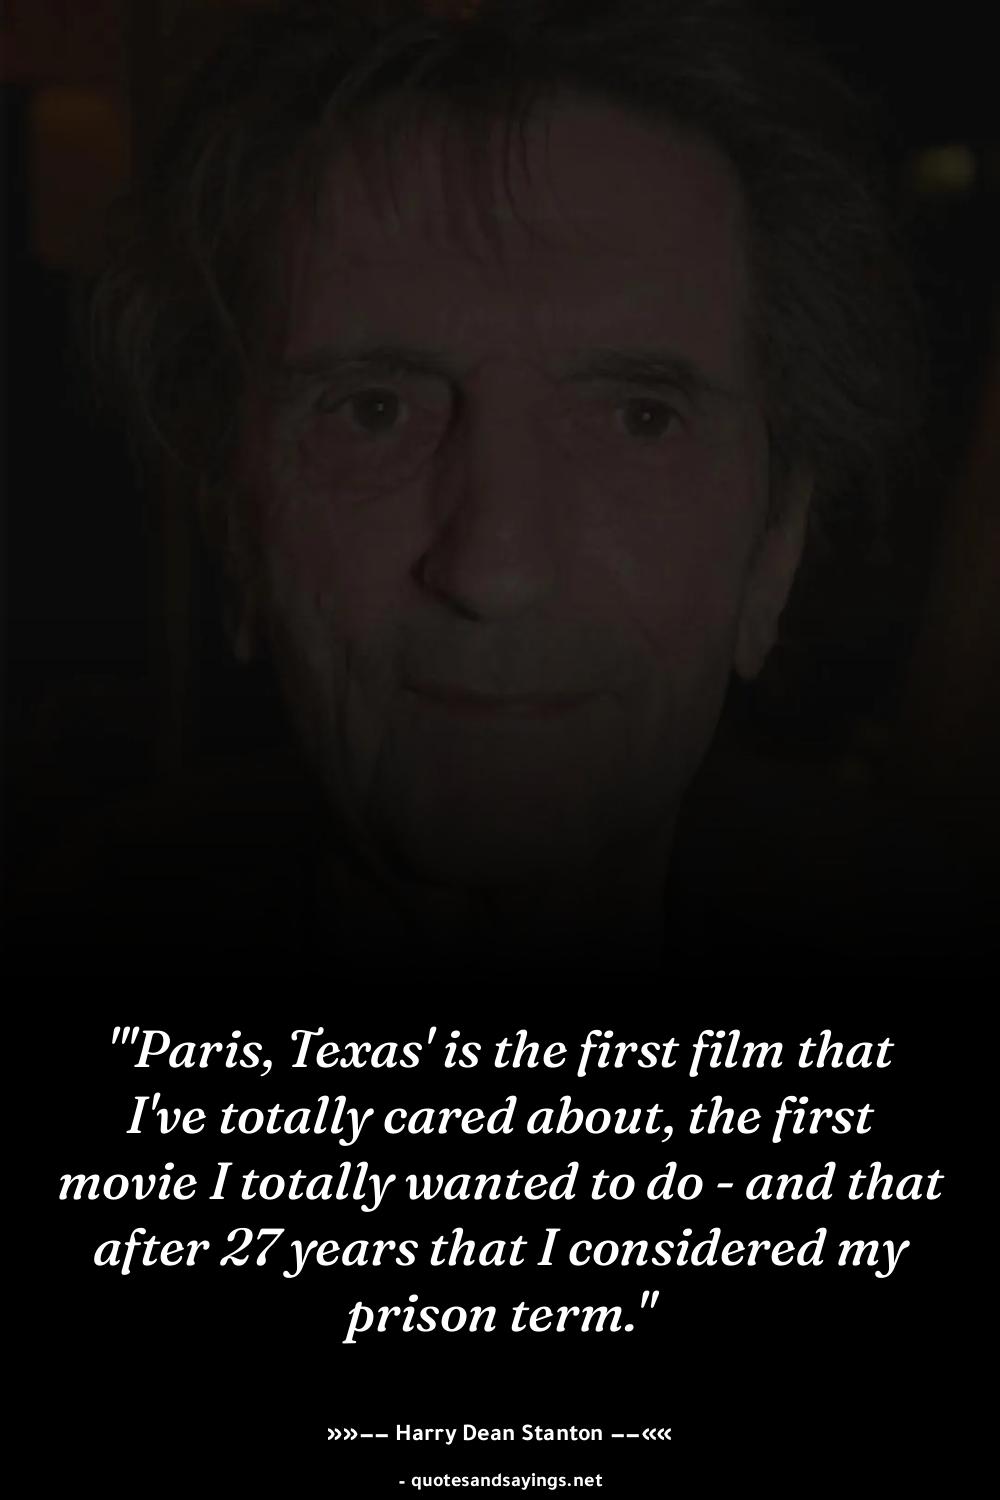 "'Paris, Texas' is the first film that
I've totally cared about, the first
movie I totally wanted to do - and that
after 27 years that I considered my
prison term."
»»-- Harry Dean Stanton --««
- quotesandsayings.net